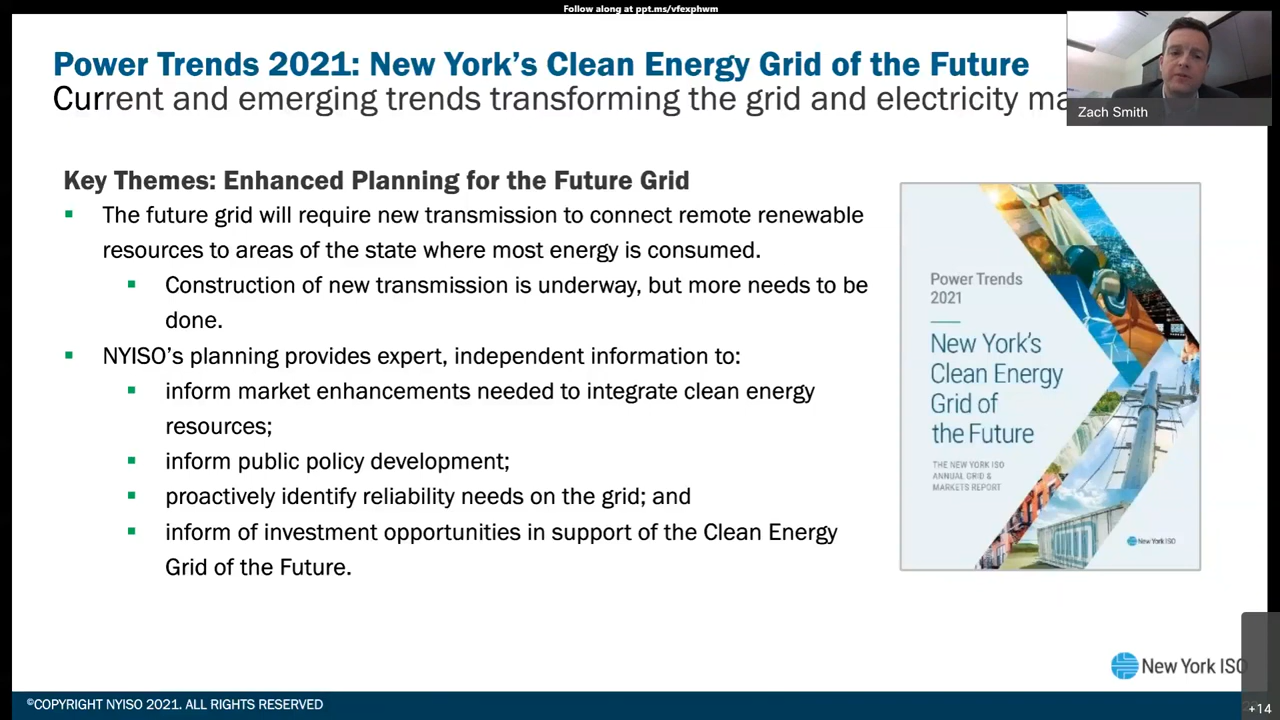 Follow along at ppt.ms/vfexphwm
Power Trends 2021: New York's Clean Energy Grid of the Future
Current and emerging trends transforming the grid and electricity ma
Zach Smith
Key Themes: Enhanced Planning for the Future Grid
The future grid will require new transmission to connect remote renewable
resources to areas of the state where most energy is consumed.
Construction of new transmission is underway, but more needs to be
done.
NYISO's planning provides expert, independent information to:
inform market enhancements needed to integrate clean energy
resources;
inform public policy development;
proactively identify reliability needs on the grid; and
inform of investment opportunities in support of the Clean Energy
Grid of the Future.
Power Trends
2021
New York's
Clean Energy
Grid of
the Future
THE NEW YORK ISO
ANNUAL GRID &
MARKETS REPORT
New York ISO
New York ISO
©COPYRIGHT NYISO 2021. ALL RIGHTS RESERVED
+14